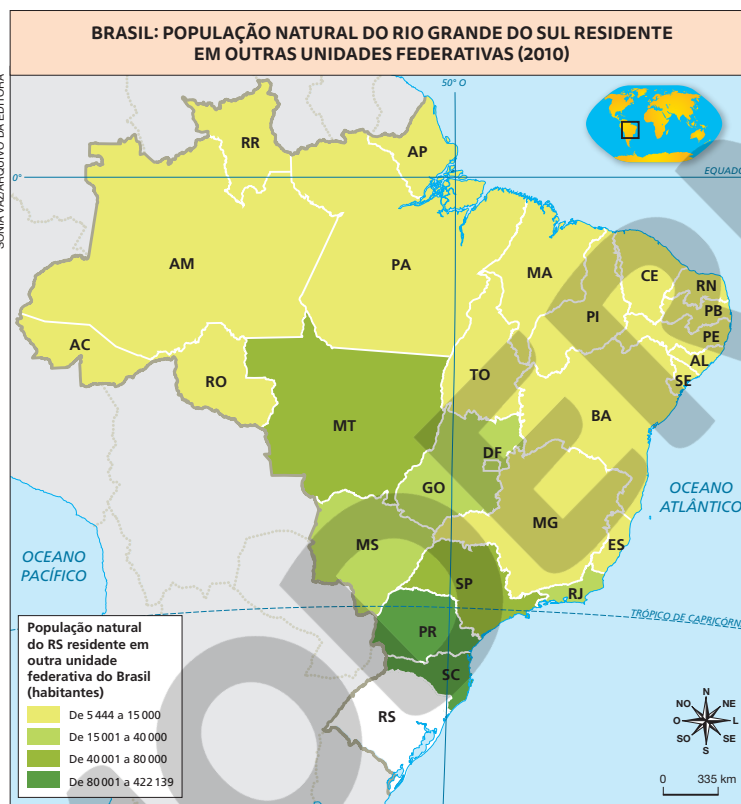 BRASIL: POPULAÇÃO NATURAL DO RIO GRANDE DO SUL RESIDENTE
EM OUTRAS UNIDADES FEDERATIVAS (2010)
50° O
RR
AP
EQUADO
0°
AM
PA
MA
CE
RN
PB
PI
PE
AC
AL
TO
SE
RO
BA
MT
DF
GO
OCEANO
ATLÂNTICO
MG
MS
ES
OCEANO
PACÍFICO
SP
RJ
TRÓPICO DE CAPRICÓRN
PR
SC
RS
População natural
do RS residente em
outra unidade
federativa do Brasil
(habitantes)
De 5 444 a 15 000
De 15 001 a 40 000
De 40 001 a 80 000
De 80 001 a 422 139
N
NO
NE
O
L
SO
SE
S
0 335 km